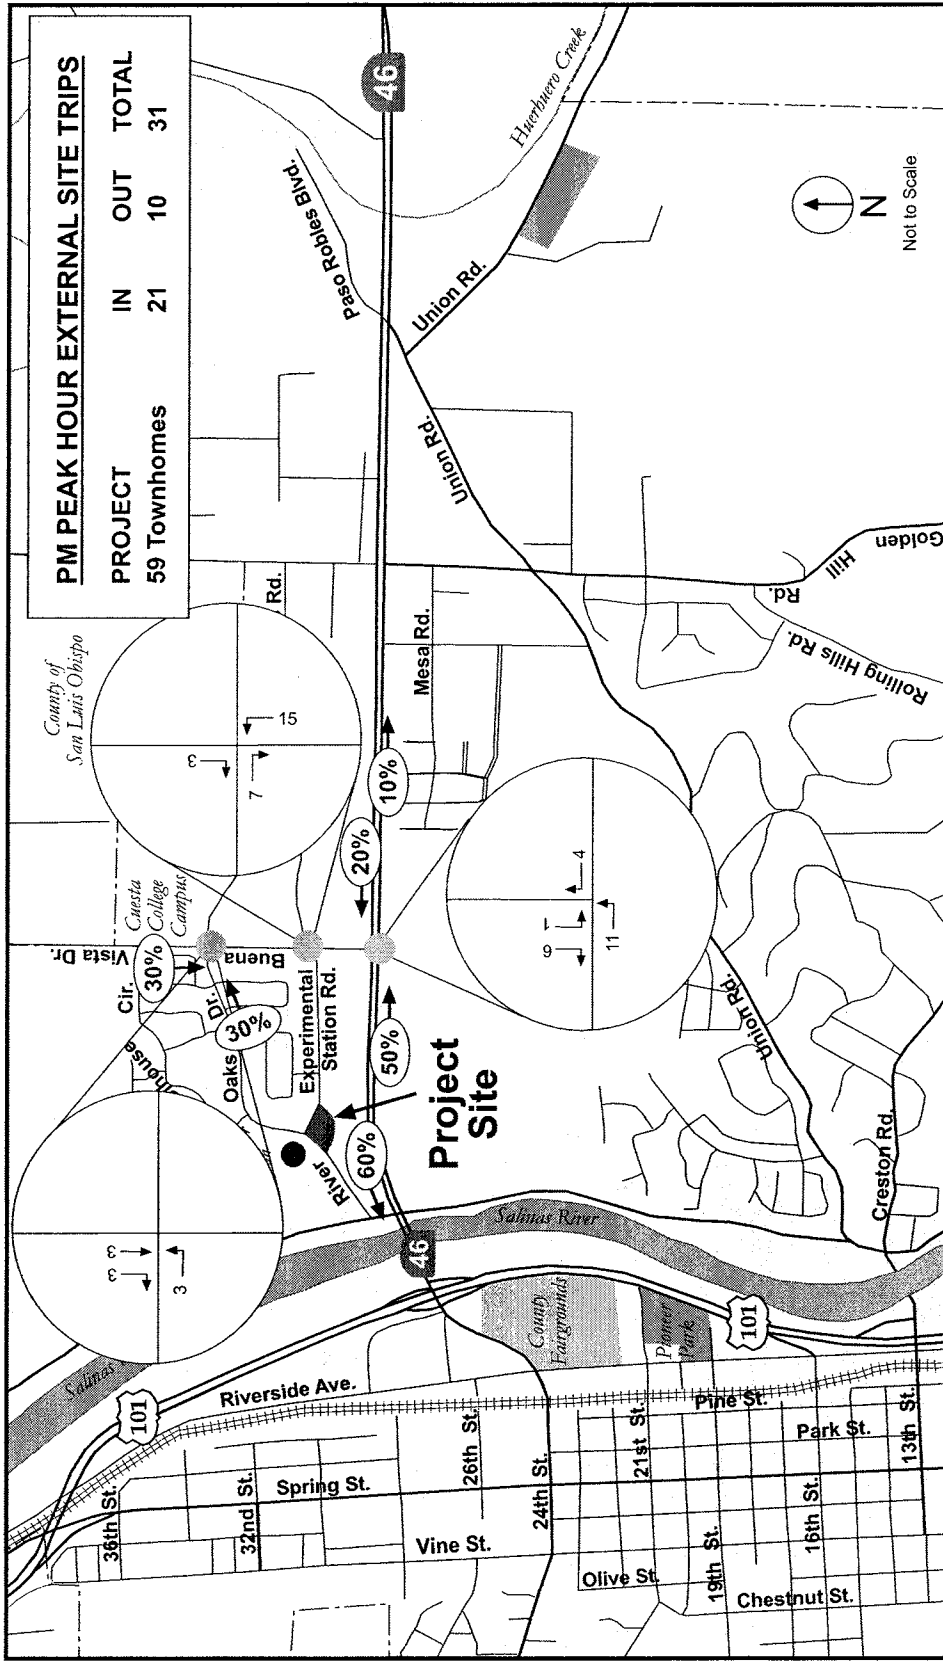 PM PEAK HOUR EXTERNAL SITE TRIPS
PROJECT IN OUT TOTAL
59 Townhomes 21 10 31
County of
San Luis Obispo
Cuesta
College
Campus
Vista Dr.
Buena
Cir.
Dr.
Oaks
Experimental
Station Rd.
River
Project
Site
30%
30%
50%
60%
20%
10%
3
7
15
3
3
3
6
1
4
11
46
46
Rd.
Mesa Rd.
Paso Robles Blvd.
Union Rd.
Union Rd.
Union Rd.
Huerhuero Creek
Golden
Hill
Rd.
Rolling Hills Rd.
Creston Rd.
Salinas River
Salinas
101
101
County
Fairgrounds
Pioneer
Park
Riverside Ave.
Pine St.
Park St.
Spring St.
Vine St.
Olive St.
Chestnut St.
36th St.
32nd St.
26th St.
24th St.
21st St.
19th St.
16th St.
13th St.
N
Not to Scale